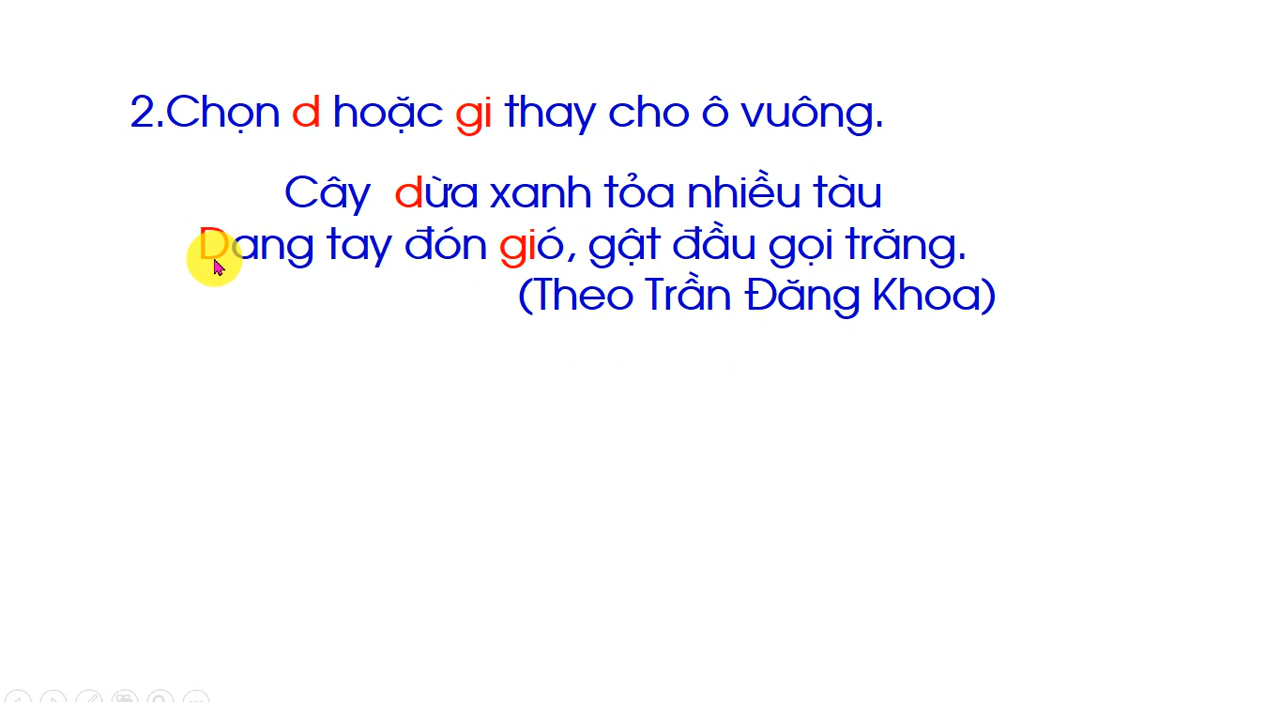 2.Chọn d hoặc gi thay cho ô vuông.
Cây dừa xanh tỏa nhiều tàu
Dang tay đón gió, gật đầu gọi trăng.
(Theo Trần Đăng Khoa)